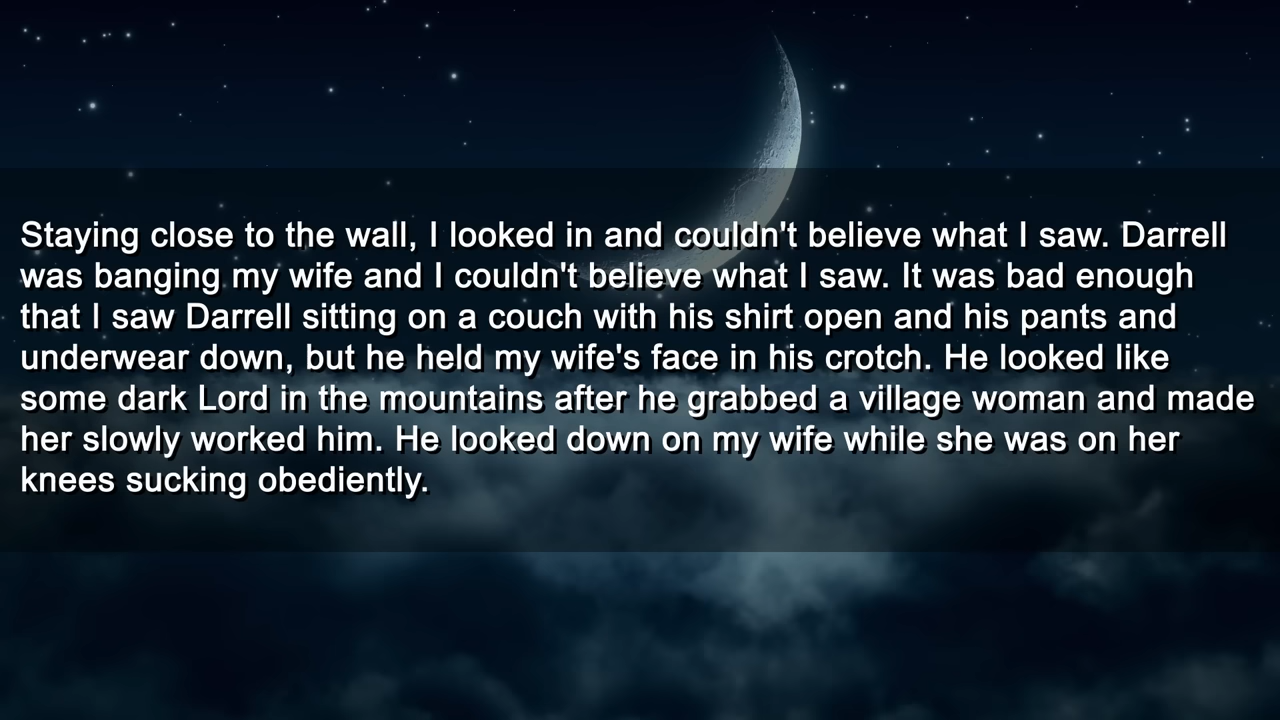 Staying close to the wall, I looked in and couldn't believe what I saw. Darrell
was banging my wife and I couldn't believe what I saw. It was bad enough
that I saw Darrell sitting on a couch with his shirt open and his pants and
underwear down, but he held my wife's face in his crotch. He looked like
some dark Lord in the mountains after he grabbed a village woman and made
her slowly worked him. He looked down on my wife while she was on her
knees sucking obediently.